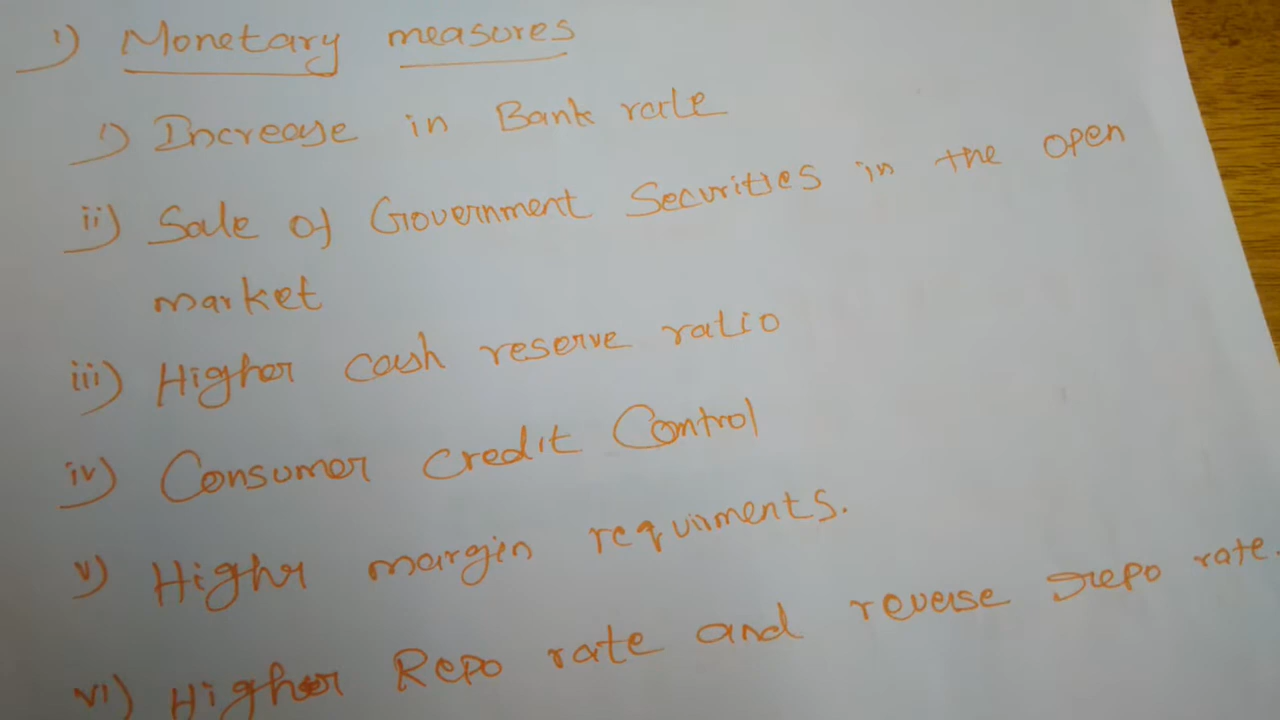 1) Monetary measures
i) Increase in Bank rate
ii) Sale of Government Securities in the open
market
iii) Higher cash reserve ratio
iv) Consumer credit Control
v) Highr margin requirments.
vi) Higher Repo rate and reverse repo rate.